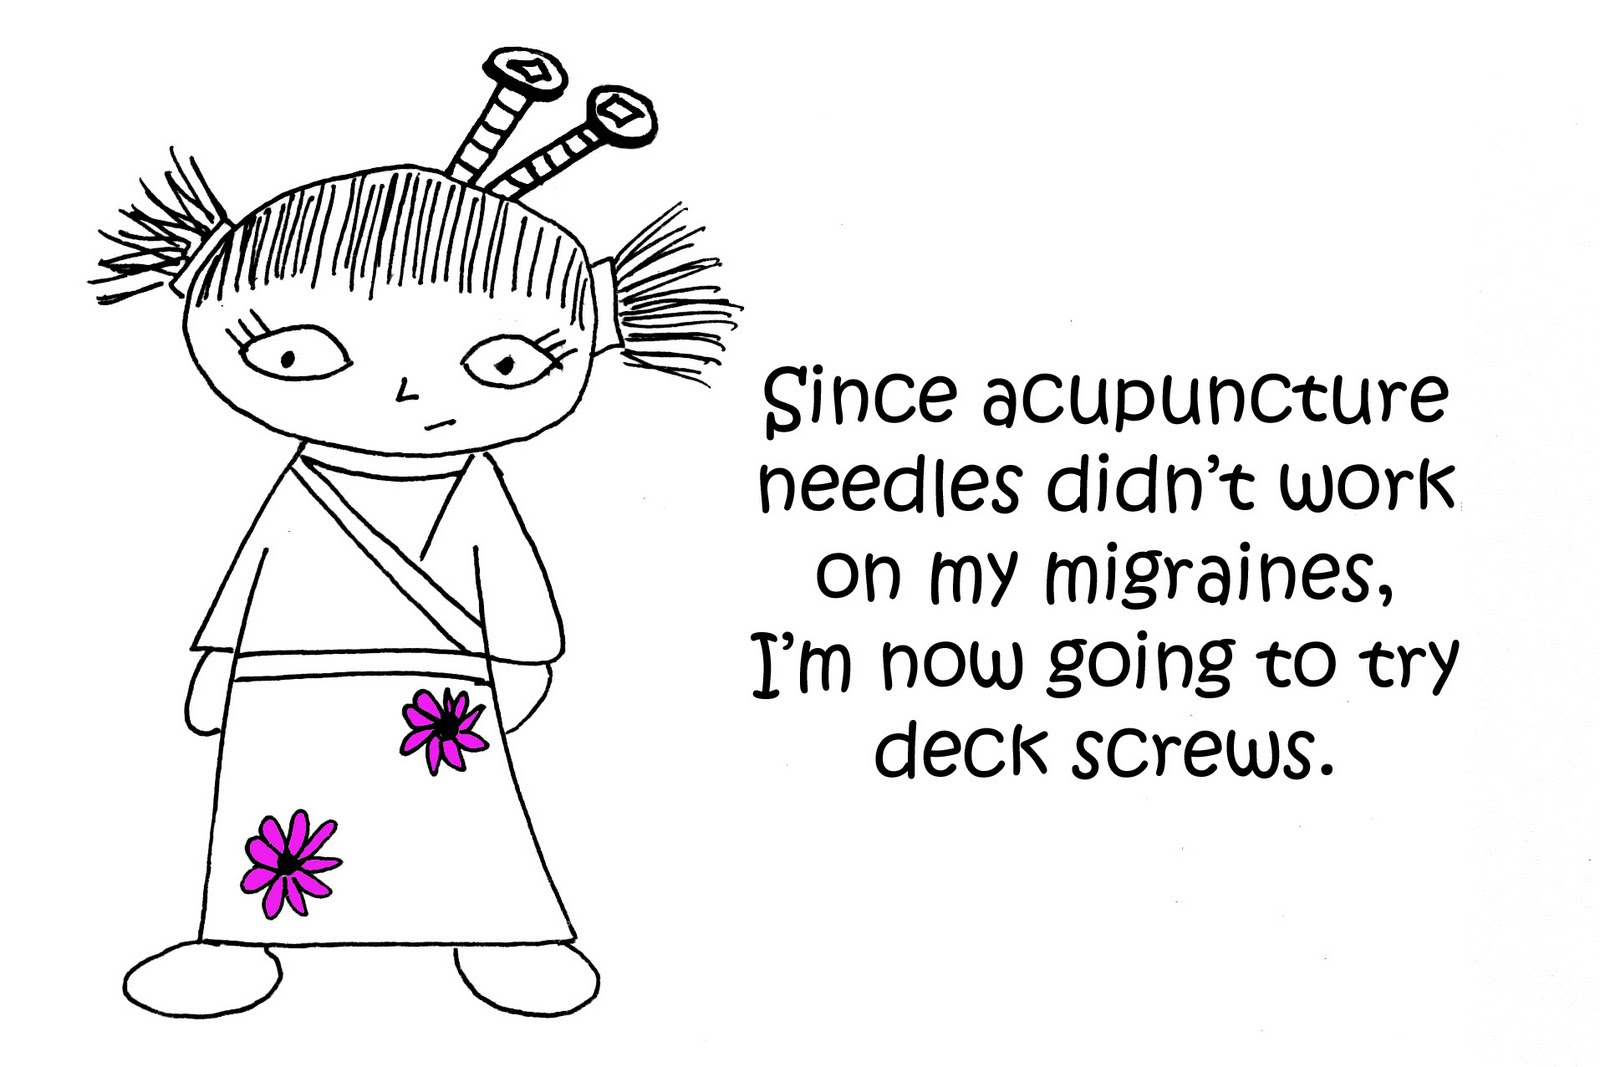 Since acupuncture
needles didn't work
on my migraines,
I'm now going to try
deck screws.